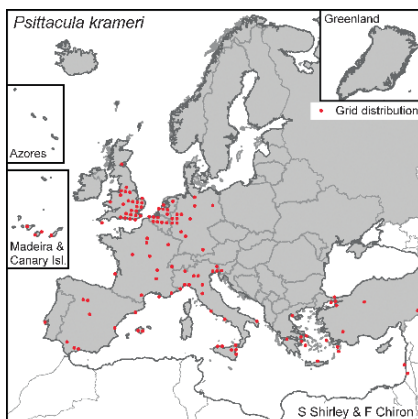 Psittacula krameri
Greenland
Grid distribution
Azores
Madeira &
Canary Isl.
S Shirley & F Chiron